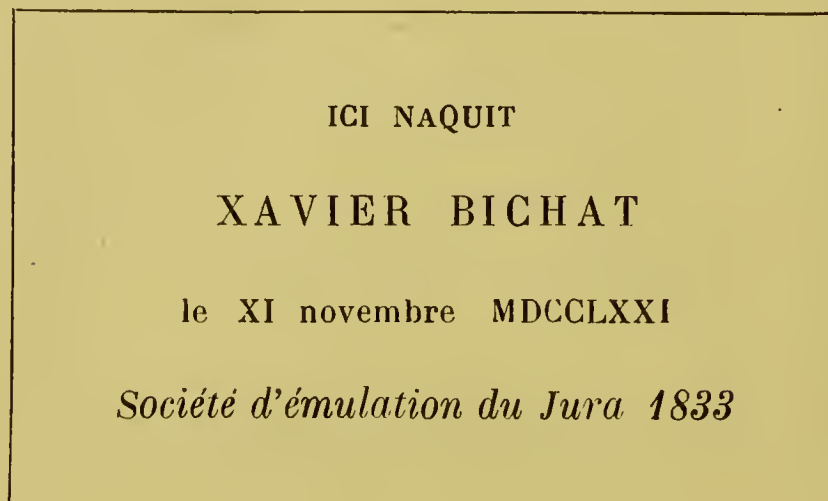 ICI NAQUIT
XAVIER BICHAT
le XI novembre MDCCLXXI
Société d'émulation du Jura 1833